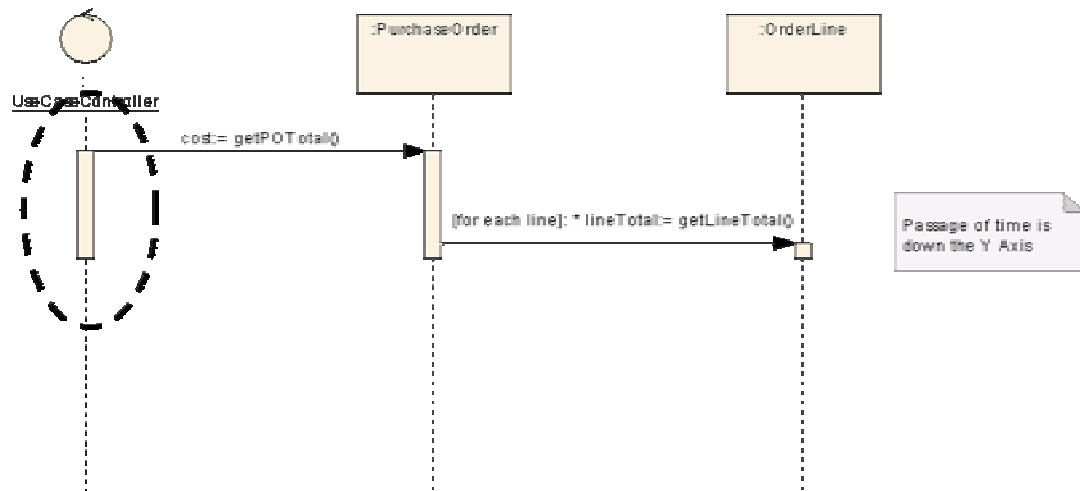 :PurchaseOrder
:OrderLine
UseCaseController
cost:= getPOTotal()
[for each line]: * lineTotal:= getLineTotal()
Passage of time is
down the Y Axis